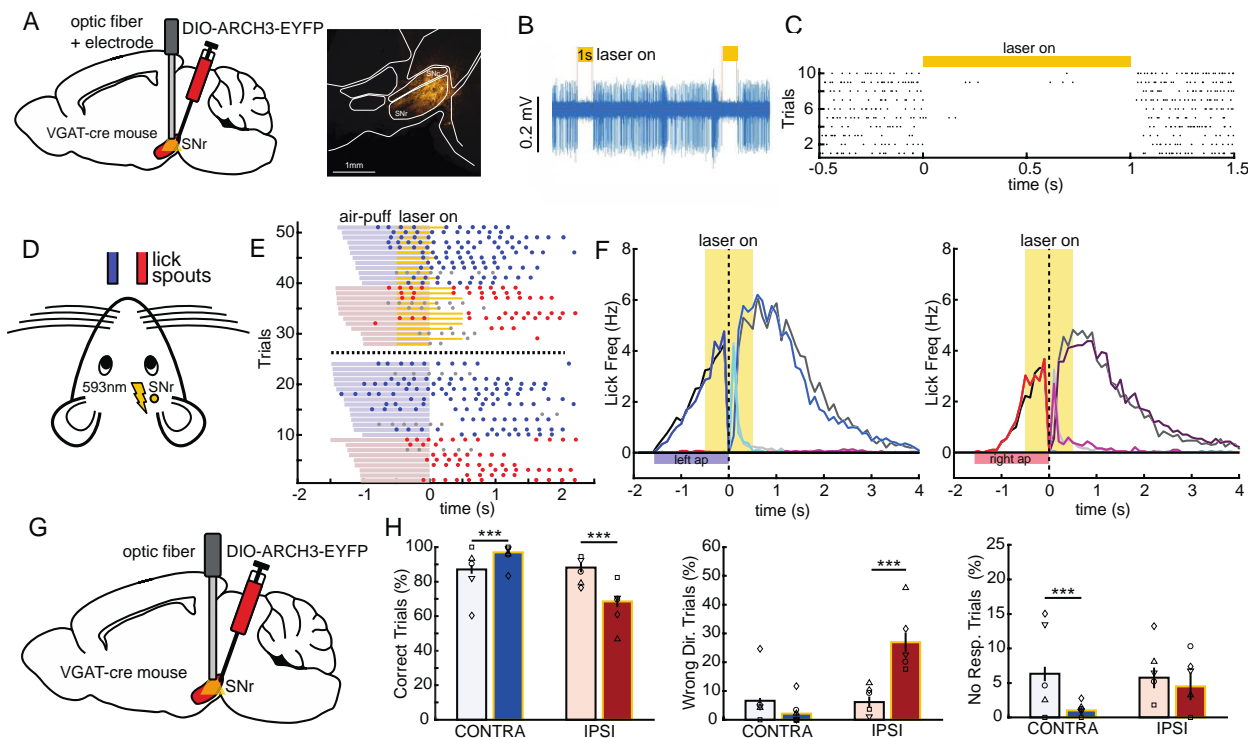 A
optic fiber
+ electrode
DIO-ARCH3-EYFP
VGAT-cre mouse
SNr
SNc
SNr
1mm
B
1s laser on
0.2 mV
C
laser on
Trials
10
6
2
-0.5 0 0.5 1 1.5
time (s)
D
lick
spouts
593nm
SNr
E
air-puff laser on
Trials
50
40
30
20
10
-2 -1 0 1 2
time (s)
F
laser on
Lick Freq (Hz)
8
6
4
2
0
left ap
-2 -1 0 1 2 3 4
time (s)
laser on
Lick Freq (Hz)
8
6
4
2
0
right ap
-2 -1 0 1 2 3 4
time (s)
G
optic fiber
DIO-ARCH3-EYFP
VGAT-cre mouse
SNr
H
Correct Trials (%)
100
80
60
40
20
0
*** ***
CONTRA IPSI
Wrong Dir. Trials (%)
60
50
40
30
20
10
0
***
CONTRA IPSI
No Resp. Trials (%)
25
20
15
10
5
0
***
CONTRA IPSI